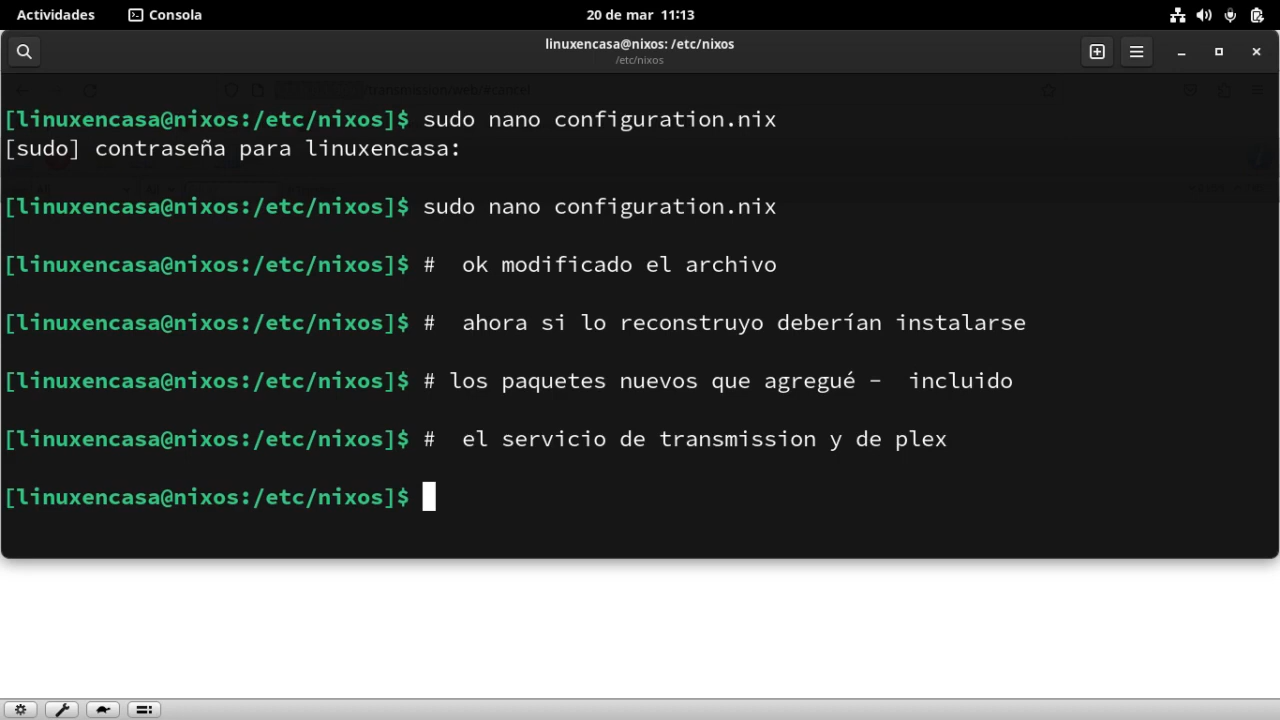 Actividades
Consola
20 de mar 11:13
linuxencasa@nixos: /etc/nixos
/etc/nixos
transmission/web/#cancel
[linuxencasa@nixos:/etc/nixos]$ sudo nano configuration.nix
[sudo] contraseña para linuxencasa:
[linuxencasa@nixos:/etc/nixos]$ sudo nano configuration.nix
[linuxencasa@nixos:/etc/nixos]$ #  ok modificado el archivo
[linuxencasa@nixos:/etc/nixos]$ #  ahora si lo reconstruyo deberían instalarse
[linuxencasa@nixos:/etc/nixos]$ # los paquetes nuevos que agregué -  incluido
[linuxencasa@nixos:/etc/nixos]$ #  el servicio de transmission y de plex
[linuxencasa@nixos:/etc/nixos]$